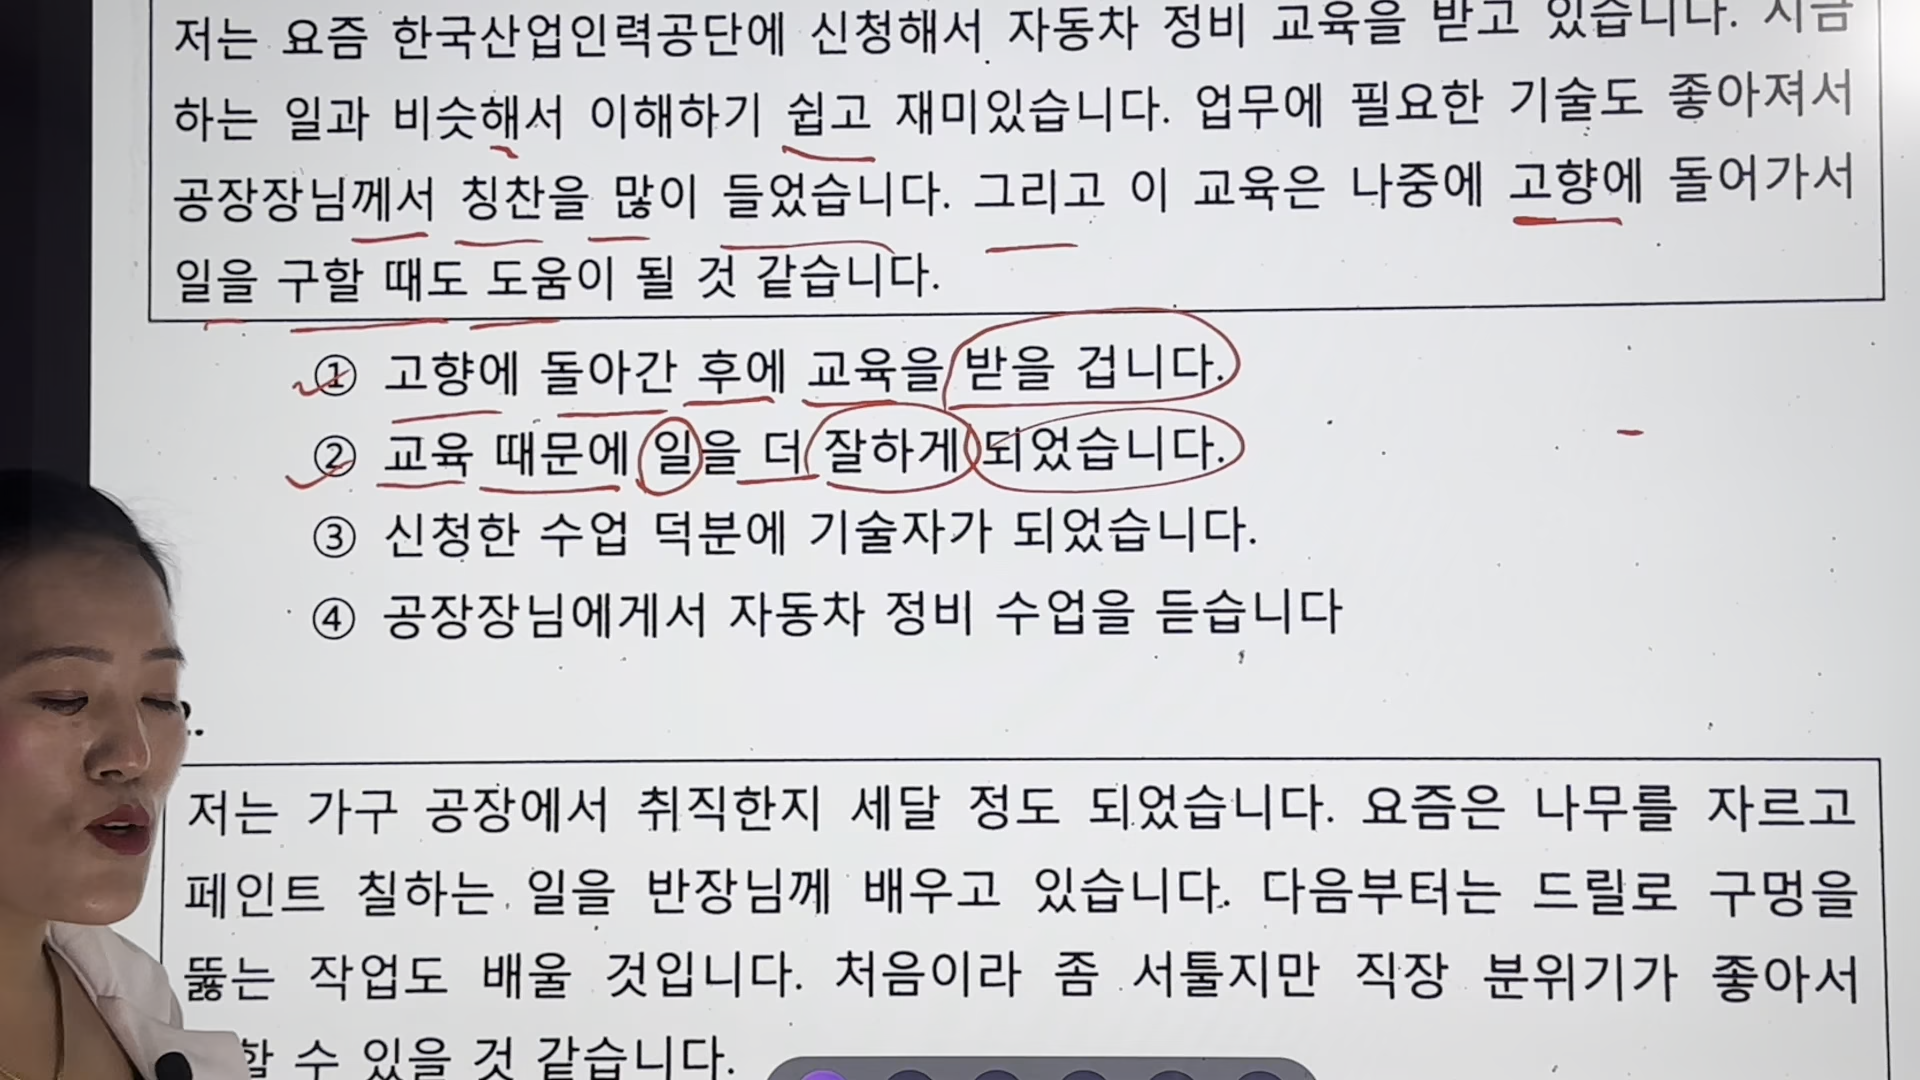 저는 요즘 한국산업인력공단에 신청해서 자동차 정비 교육을 받고 있습니다. 지금
하는 일과 비슷해서 이해하기 쉽고 재미있습니다. 업무에 필요한 기술도 좋아져서
공장장님께서 칭찬을 많이 들었습니다. 그리고 이 교육은 나중에 고향에 돌어가서
일을 구할 때도 도움이 될 것 같습니다.
① 고향에 돌아간 후에 교육을 받을 겁니다.
② 교육 때문에 일을 더 잘하게 되었습니다.
③ 신청한 수업 덕분에 기술자가 되었습니다.
④ 공장장님에게서 자동차 정비 수업을 듣습니다
저는 가구 공장에서 취직한지 세달 정도 되었습니다. 요즘은 나무를 자르고
페인트 칠하는 일을 반장님께 배우고 있습니다. 다음부터는 드릴로 구멍을
뚫는 작업도 배울 것입니다. 처음이라 좀 서툴지만 직장 분위기가 좋아서
할 수 있을 것 같습니다.